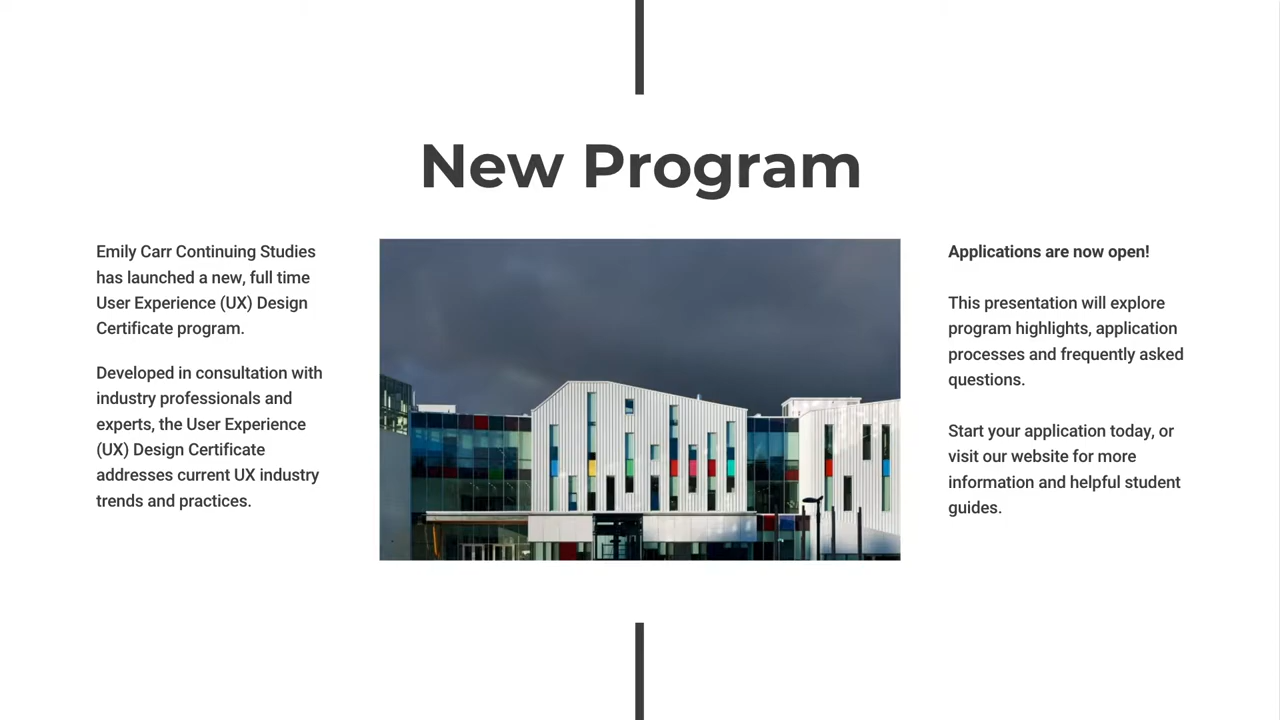 New Program
Emily Carr Continuing Studies
has launched a new, full time
User Experience (UX) Design
Certificate program.
Developed in consultation with
industry professionals and
experts, the User Experience
(UX) Design Certificate
addresses current UX industry
trends and practices.
Applications are now open!
This presentation will explore
program highlights, application
processes and frequently asked
questions.
Start your application today, or
visit our website for more
information and helpful student
guides.